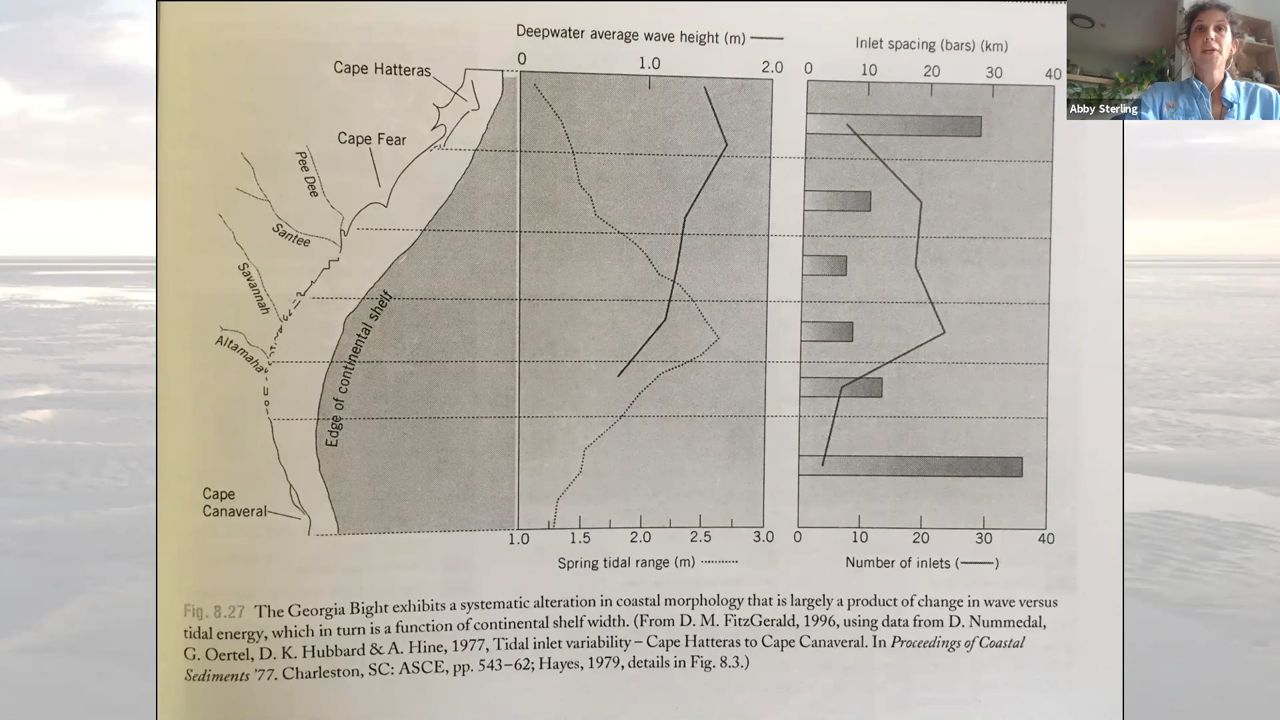 Deepwater average wave height (m)
0 1.0 2.0
Inlet spacing (bars) (km)
0 10 20 30 40
Abby Sterling
Cape Hatteras
Cape Fear
Pee Dee
Santee
Savannah
Altamaha
Edge of continental shelf
Cape
Canaveral
1.0 1.5 2.0 2.5 3.0
Spring tidal range (m)
0 10 20 30 40
Number of inlets ( )
Fig. 8.27 The Georgia Bight exhibits a systematic alteration in coastal morphology that is largely a product of change in wave versus
tidal energy, which in turn is a function of continental shelf width. (From D. M. FitzGerald, 1996, using data from D. Nummedal,
G. Oertel, D. K. Hubbard & A. Hine, 1977, Tidal inlet variability – Cape Hatteras to Cape Canaveral. In Proceedings of Coastal
Sediments '77. Charleston, SC: ASCE, pp. 543–62; Hayes, 1979, details in Fig. 8.3.)